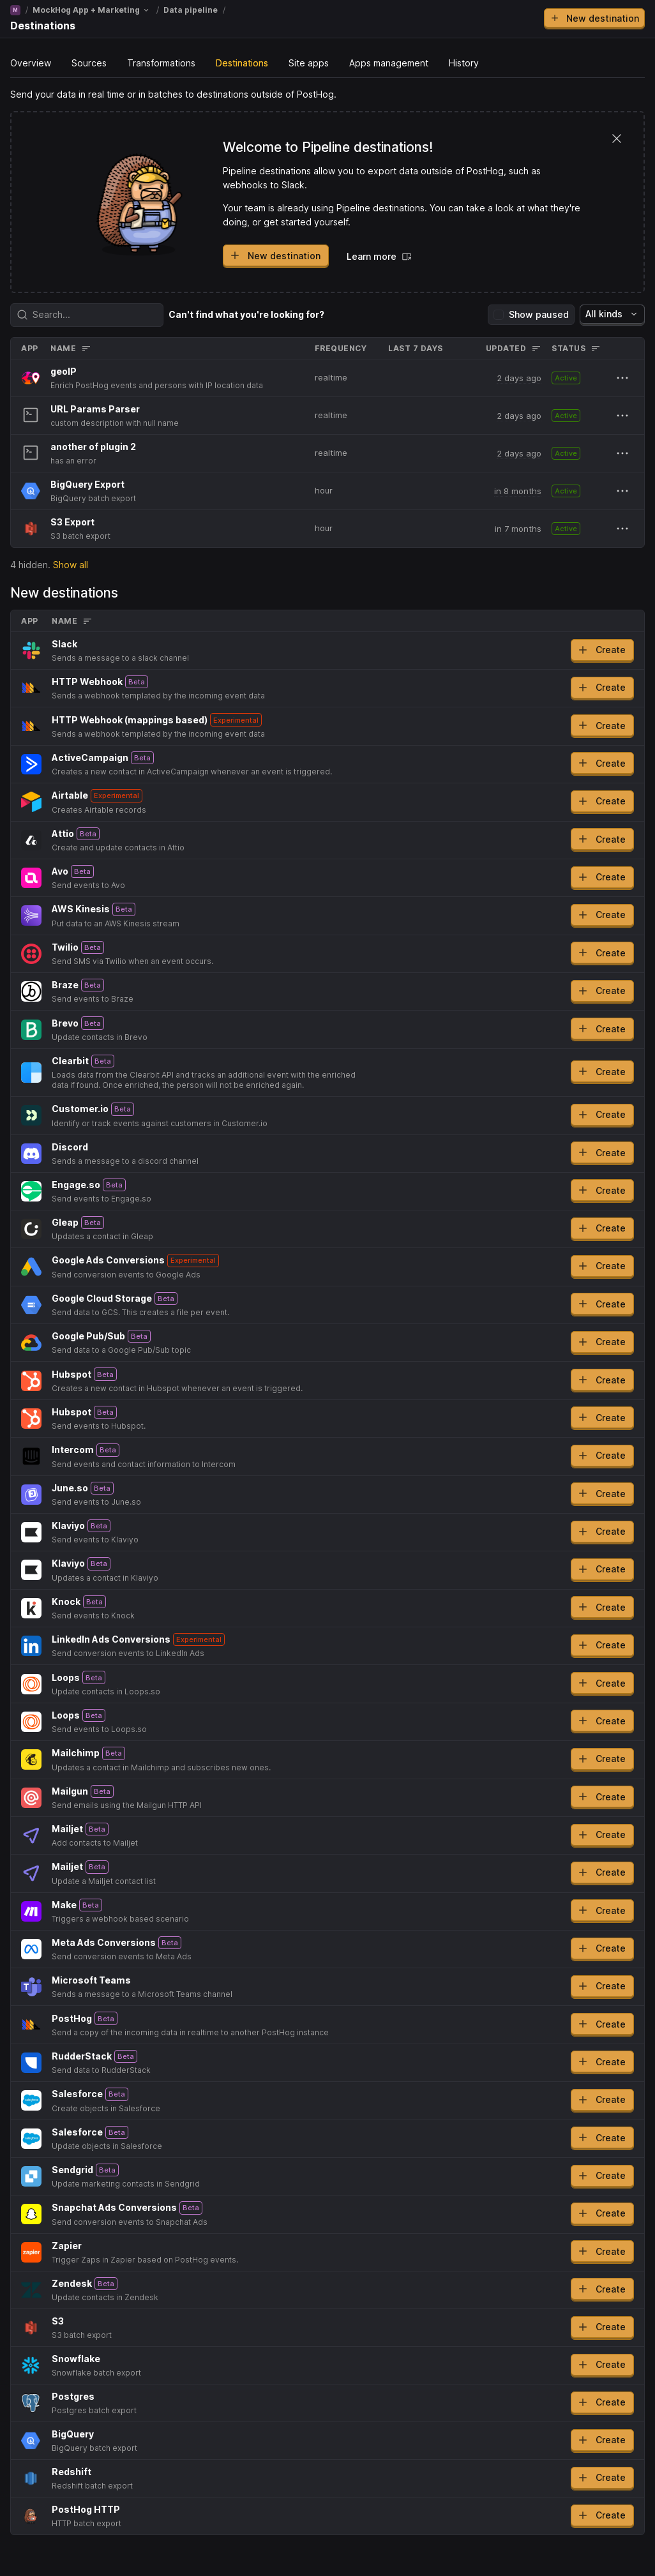 M / MockHog App + Marketing / Data pipeline /
Destinations
New destination
Overview Sources Transformations Destinations Site apps Apps management History
Send your data in real time or in batches to destinations outside of PostHog.
Welcome to Pipeline destinations!
Pipeline destinations allow you to export data outside of PostHog, such as
webhooks to Slack.
Your team is already using Pipeline destinations. You can take a look at what they're
doing, or get started yourself.
New destination Learn more
Search... Can't find what you're looking for? Show paused All kinds
APP NAME FREQUENCY LAST 7 DAYS UPDATED STATUS
geoIP
Enrich PostHog events and persons with IP location data
realtime 2 days ago Active
URL Params Parser
custom description with null name
realtime 2 days ago Active
another of plugin 2
has an error
realtime 2 days ago Active
BigQuery Export
BigQuery batch export
hour in 8 months Active
S3 Export
S3 batch export
hour in 7 months Active
4 hidden. Show all
New destinations
APP NAME
Slack
Sends a message to a slack channel
Create
HTTP Webhook Beta
Sends a webhook templated by the incoming event data
Create
HTTP Webhook (mappings based) Experimental
Sends a webhook templated by the incoming event data
Create
ActiveCampaign Beta
Creates a new contact in ActiveCampaign whenever an event is triggered.
Create
Airtable Experimental
Creates Airtable records
Create
Attio Beta
Create and update contacts in Attio
Create
Avo Beta
Send events to Avo
Create
AWS Kinesis Beta
Put data to an AWS Kinesis stream
Create
Twilio Beta
Send SMS via Twilio when an event occurs.
Create
Braze Beta
Send events to Braze
Create
Brevo Beta
Update contacts in Brevo
Create
Clearbit Beta
Loads data from the Clearbit API and tracks an additional event with the enriched
data if found. Once enriched, the person will not be enriched again.
Create
Customer.io Beta
Identify or track events against customers in Customer.io
Create
Discord
Sends a message to a discord channel
Create
Engage.so Beta
Send events to Engage.so
Create
Gleap Beta
Updates a contact in Gleap
Create
Google Ads Conversions Experimental
Send conversion events to Google Ads
Create
Google Cloud Storage Beta
Send data to GCS. This creates a file per event.
Create
Google Pub/Sub Beta
Send data to a Google Pub/Sub topic
Create
Hubspot Beta
Creates a new contact in Hubspot whenever an event is triggered.
Create
Hubspot Beta
Send events to Hubspot.
Create
Intercom Beta
Send events and contact information to Intercom
Create
June.so Beta
Send events to June.so
Create
Klaviyo Beta
Send events to Klaviyo
Create
Klaviyo Beta
Updates a contact in Klaviyo
Create
Knock Beta
Send events to Knock
Create
LinkedIn Ads Conversions Experimental
Send conversion events to LinkedIn Ads
Create
Loops Beta
Update contacts in Loops.so
Create
Loops Beta
Send events to Loops.so
Create
Mailchimp Beta
Updates a contact in Mailchimp and subscribes new ones.
Create
Mailgun Beta
Send emails using the Mailgun HTTP API
Create
Mailjet Beta
Add contacts to Mailjet
Create
Mailjet Beta
Update a Mailjet contact list
Create
Make Beta
Triggers a webhook based scenario
Create
Meta Ads Conversions Beta
Send conversion events to Meta Ads
Create
Microsoft Teams
Sends a message to a Microsoft Teams channel
Create
PostHog Beta
Send a copy of the incoming data in realtime to another PostHog instance
Create
RudderStack Beta
Send data to RudderStack
Create
Salesforce Beta
Create objects in Salesforce
Create
Salesforce Beta
Update objects in Salesforce
Create
Sendgrid Beta
Update marketing contacts in Sendgrid
Create
Snapchat Ads Conversions Beta
Send conversion events to Snapchat Ads
Create
Zapier
Trigger Zaps in Zapier based on PostHog events.
Create
Zendesk Beta
Update contacts in Zendesk
Create
S3
S3 batch export
Create
Snowflake
Snowflake batch export
Create
Postgres
Postgres batch export
Create
BigQuery
BigQuery batch export
Create
Redshift
Redshift batch export
Create
PostHog HTTP
HTTP batch export
Create